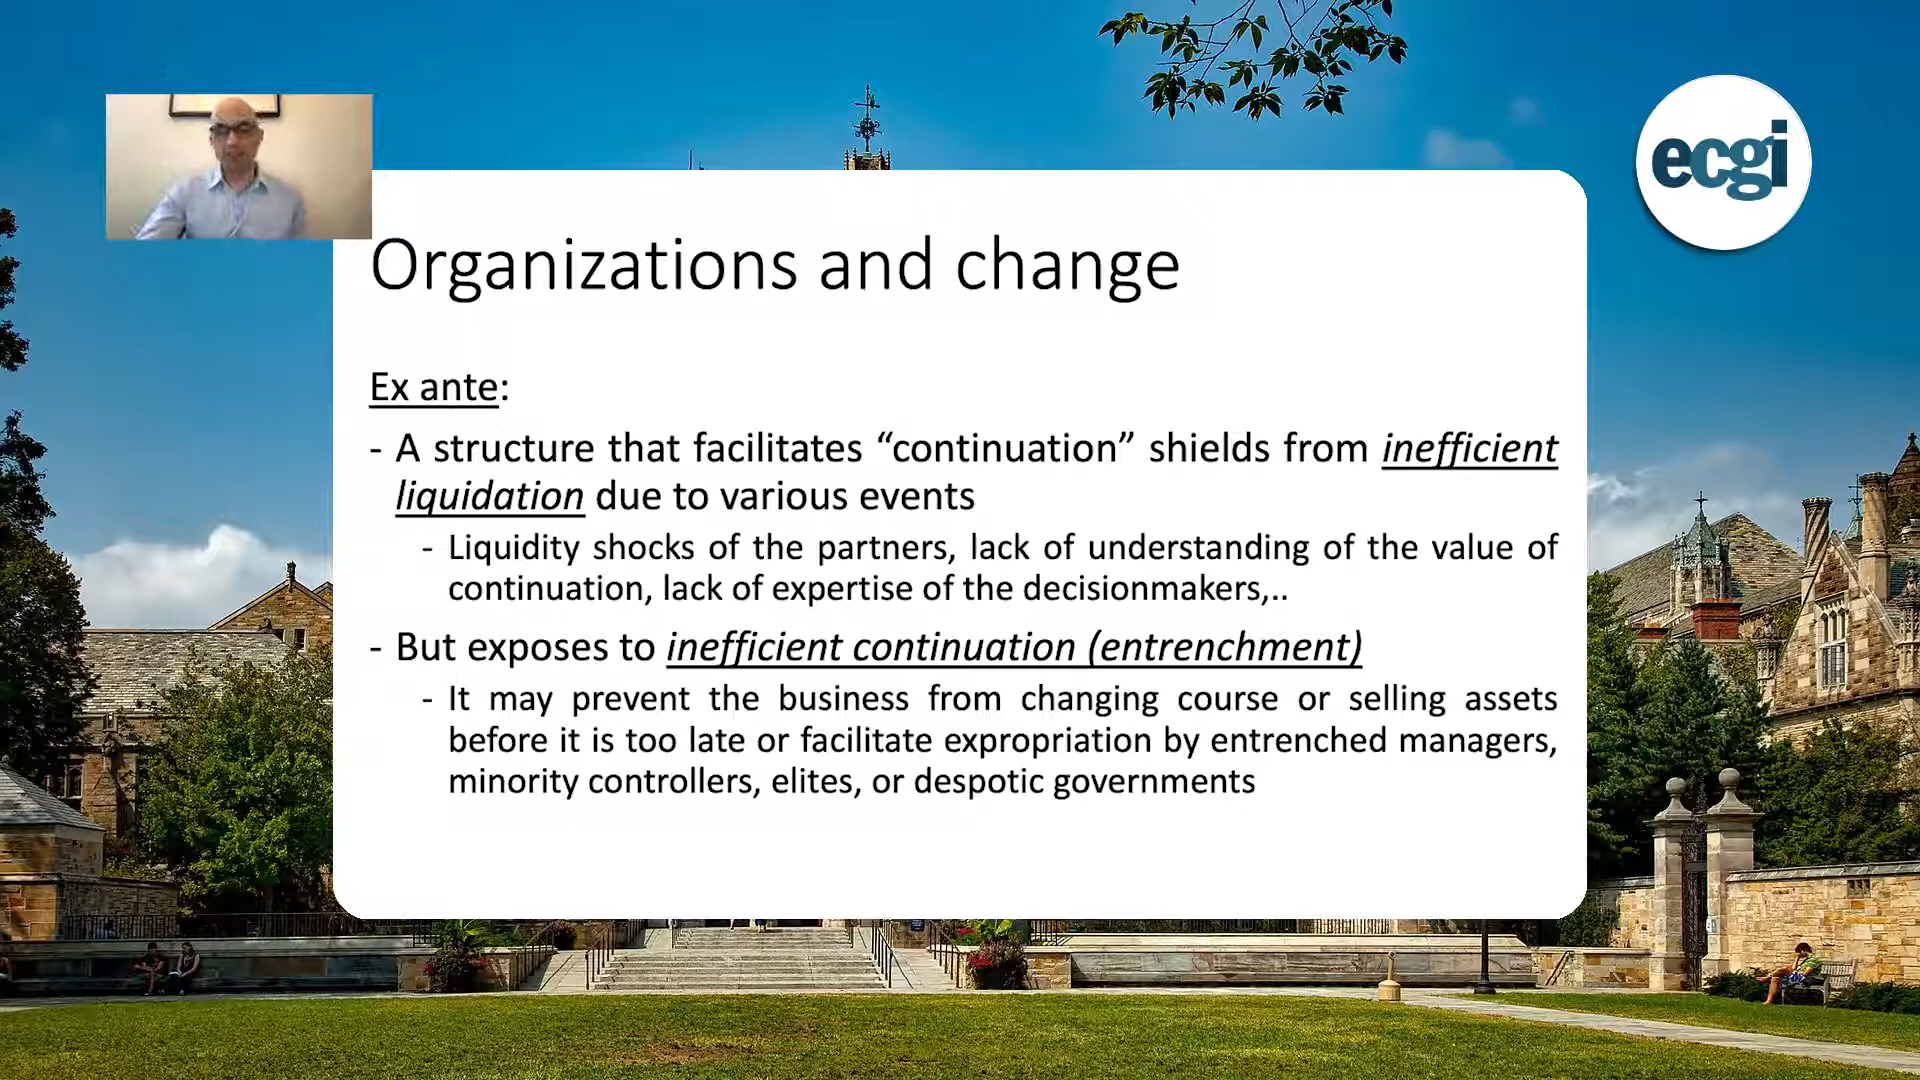 ecgi
Organizations and change
Ex ante:
- A structure that facilitates “continuation” shields from inefficient
liquidation due to various events
- Liquidity shocks of the partners, lack of understanding of the value of
continuation, lack of expertise of the decisionmakers,..
- But exposes to inefficient continuation (entrenchment)
- It may prevent the business from changing course or selling assets
before it is too late or facilitate expropriation by entrenched managers,
minority controllers, elites, or despotic governments